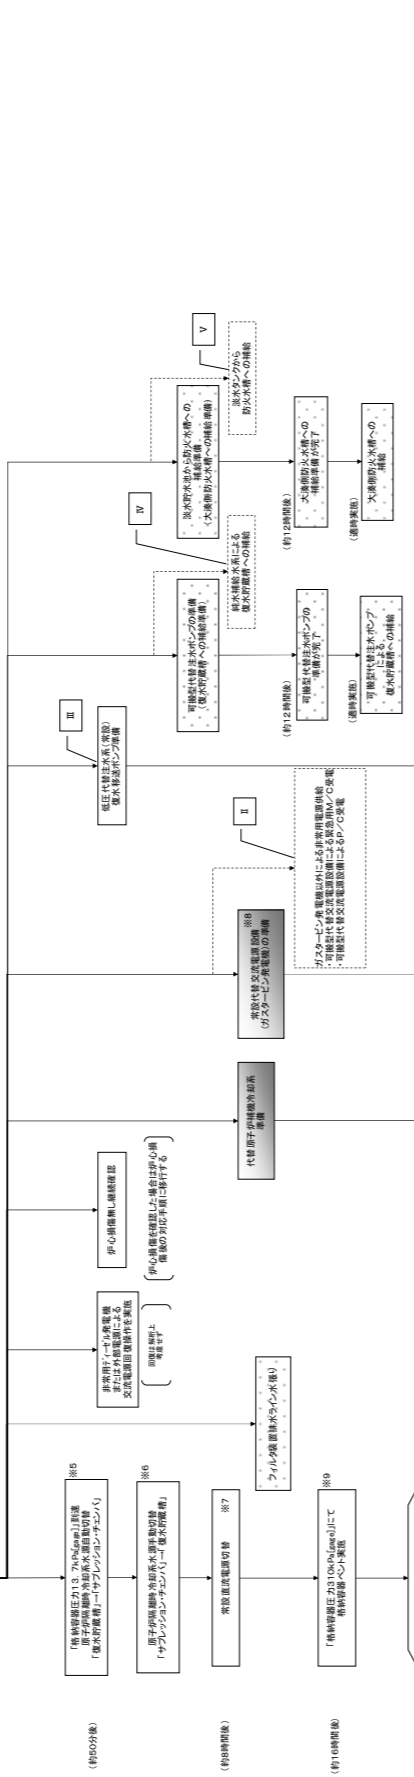 (約50分後)
「格納容器圧力13.7kPa[gage]」到達
原子炉隔離時冷却系水源自動切替
「復水貯蔵槽」→「サプレッション・チェンバ」
※5
原子炉隔離時冷却系水源手動切替
「サプレッション・チェンバ」→「復水貯蔵槽」
※6
(約8時間後)
常設直流電源切替
※7
(約16時間後)
「格納容器圧力310kPa[gage]」にて
格納容器ベント実施
※9
フィルタ装置排水ライン水張り
非常用ディーゼル発電機
または外部電源による
交流電源回復操作を実施
回復は解析上
考慮せず
炉心損傷無し継続確認
炉心損傷を確認した場合は炉心損
傷後の対応手順に移行する
代替原子炉補機冷却系
準備
常設代替交流電源設備
(ガスタービン発電機)の準備
※8
Ⅱ
ガスタービン発電機以外による非常用電源供給
・可搬型代替交流電源設備による緊急用M/C受電
・可搬型代替交流電源設備によるP/C受電
Ⅲ
低圧代替注水系(常設)
復水移送ポンプ準備
可搬型代替注水ポンプの準備
(復水貯蔵槽への補給準備)
Ⅳ
純水補給水系による
復水貯蔵槽への補給
(約12時間後)
可搬型代替注水ポンプの
準備が完了
(適時実施)
可搬型代替注水ポンプ
による
復水貯蔵槽への補給
淡水貯水池から防火水槽への
補給準備
(大湊側防火水槽への補給準備)
Ⅴ
淡水タンクから
防火水槽への補給
(約12時間後)
大湊側防火水槽への
補給準備が完了
(適時実施)
大湊側防火水槽への
補給